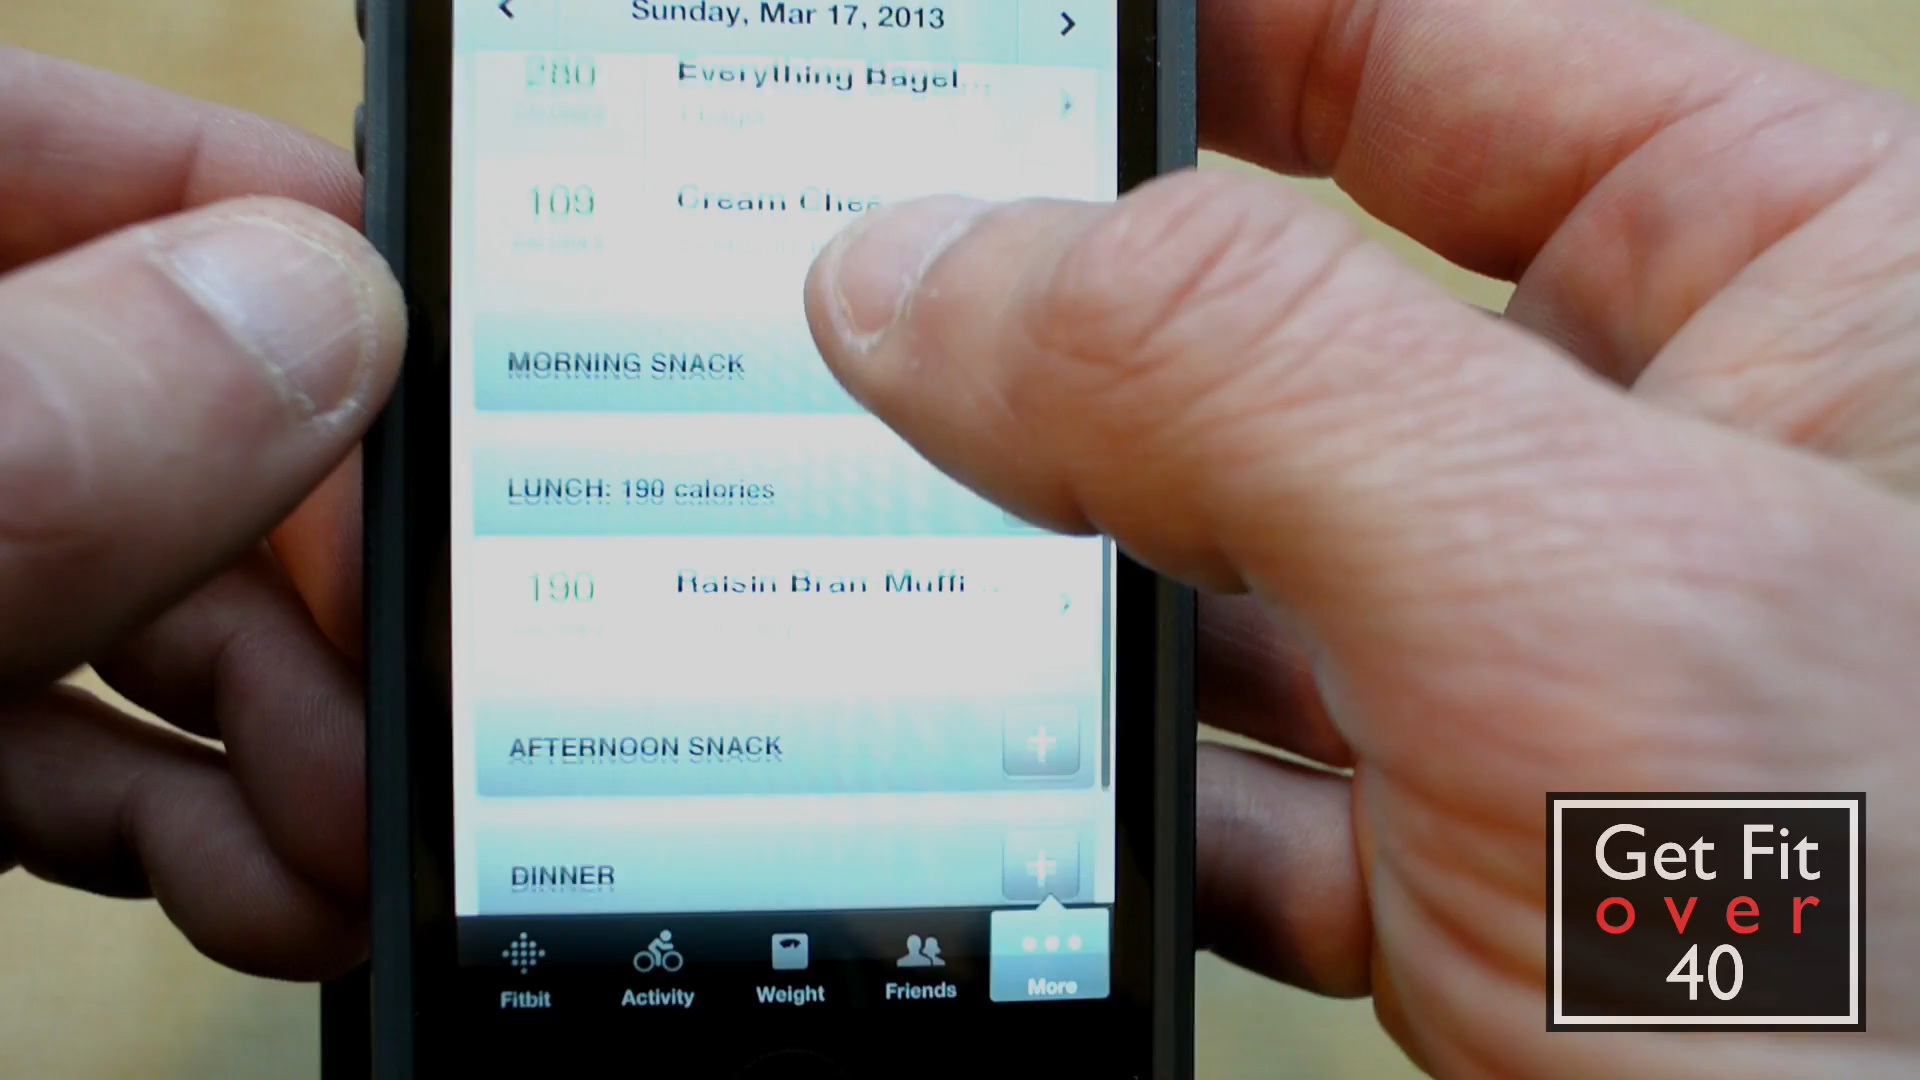 Sunday, Mar 17, 2013
280 Everything Bagel...
109 Cream
MORNING SNACK
LUNCH: 190 calories
190 Raisin Bran Muffi...
AFTERNOON SNACK
DINNER
Fitbit Activity Weight Friends More
Get Fit
over
40